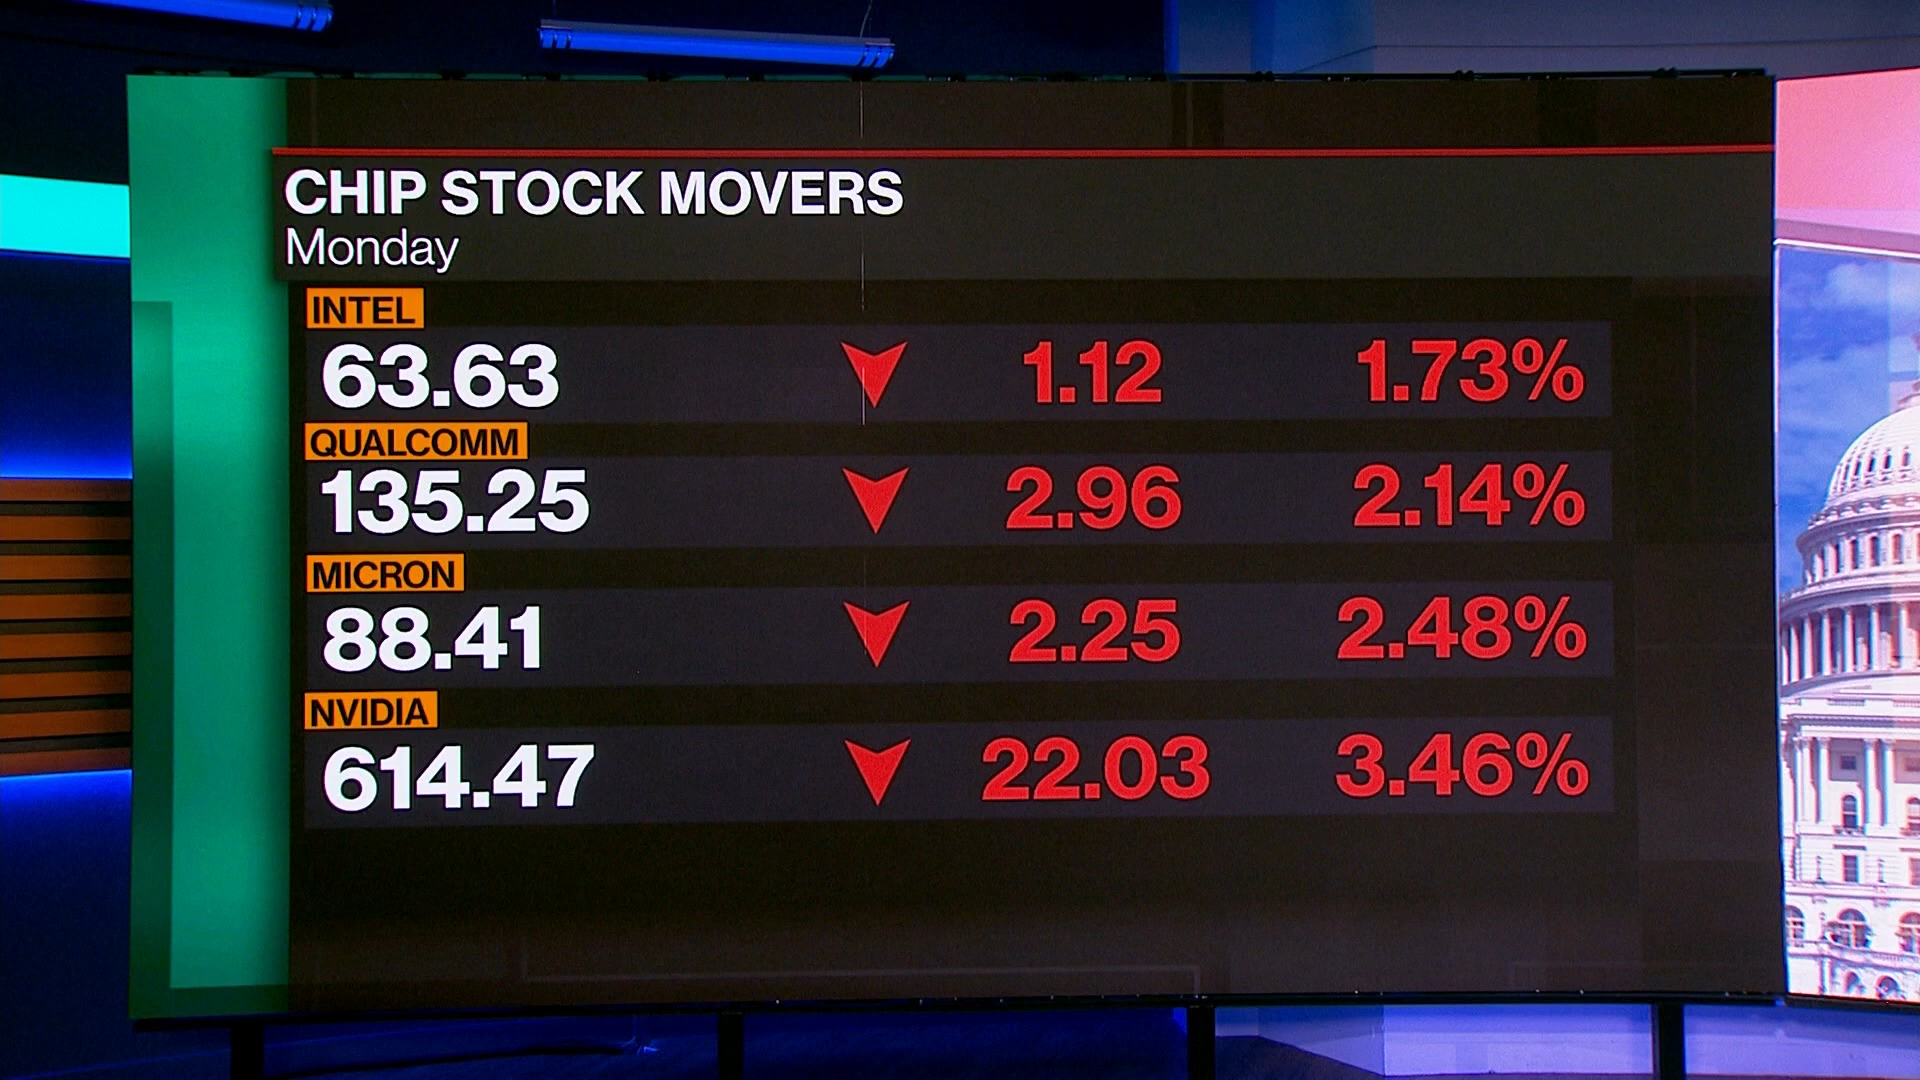 CHIP STOCK MOVERS
Monday
INTEL
63.63 1.12 1.73%
QUALCOMM
135.25 2.96 2.14%
MICRON
88.41 2.25 2.48%
NVIDIA
614.47 22.03 3.46%